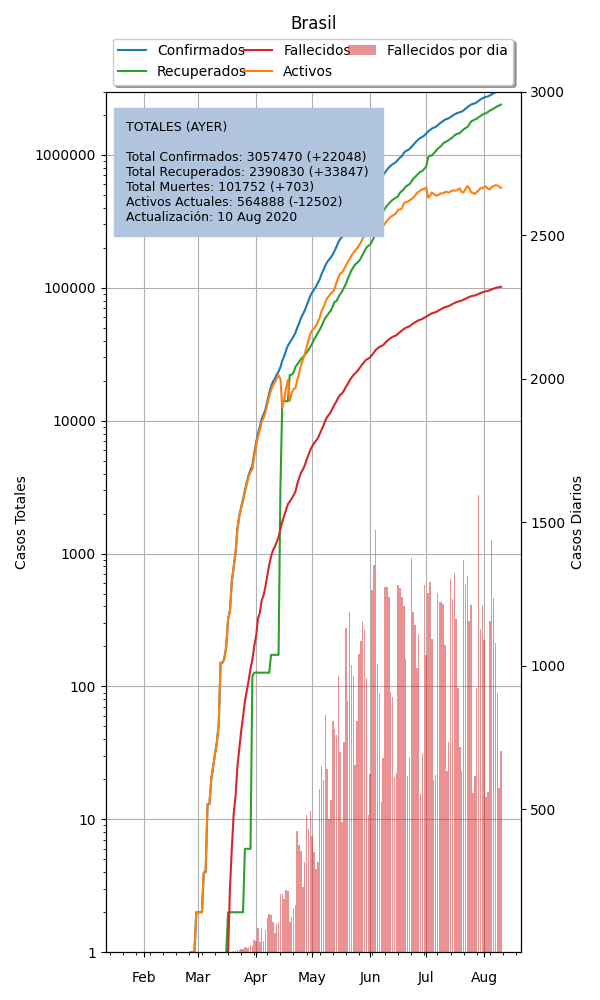 Brasil
Confirmados Fallecidos Fallecidos por dia
Recuperados Activos
TOTALES (AYER)
Total Confirmados: 3057470 (+22048)
Total Recuperados: 2390830 (+33847)
Total Muertes: 101752 (+703)
Activos Actuales: 564888 (-12502)
Actualización: 10 Aug 2020
Casos Totales
1000000
100000
10000
1000
100
10
1
3000
2500
2000
1500
1000
500
Casos Diarios
Feb Mar Apr May Jun Jul Aug